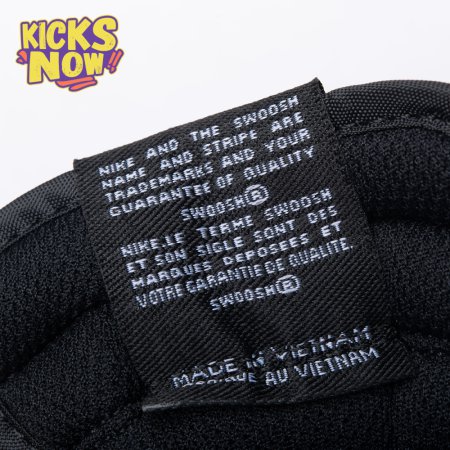 KICKS
NOW!!
NIKE AND THE SWOOSH
NAME AND STRIPE ARE
TRADEMARKS AND YOUR
GUARANTEE OF QUALITY
SWOOSH®
NIKE.LE TERME SWOOSH
ET SON SIGLE SONT DES
MARQUES DEPOSEES ET
VOTRE GARANTIE DE QUALITE.
SWOOSH®
MADE IN VIETNAM
AU VIETNAM